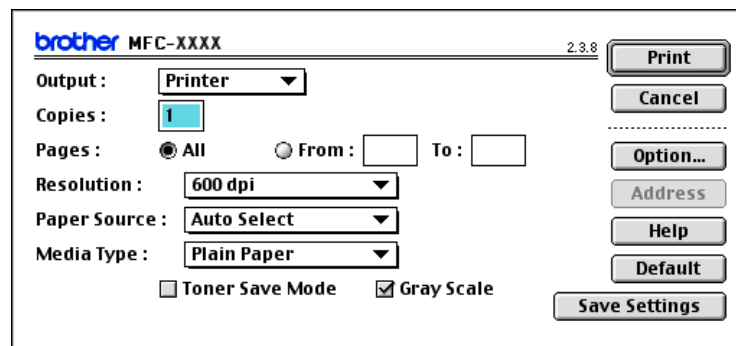 brother MFC-XXXX 2.3.8
Print
Output : Printer
Cancel
Copies : 1
Pages : All From : To :
Option...
Resolution : 600 dpi
Address
Paper Source : Auto Select
Help
Media Type : Plain Paper
Default
Toner Save Mode Gray Scale
Save Settings